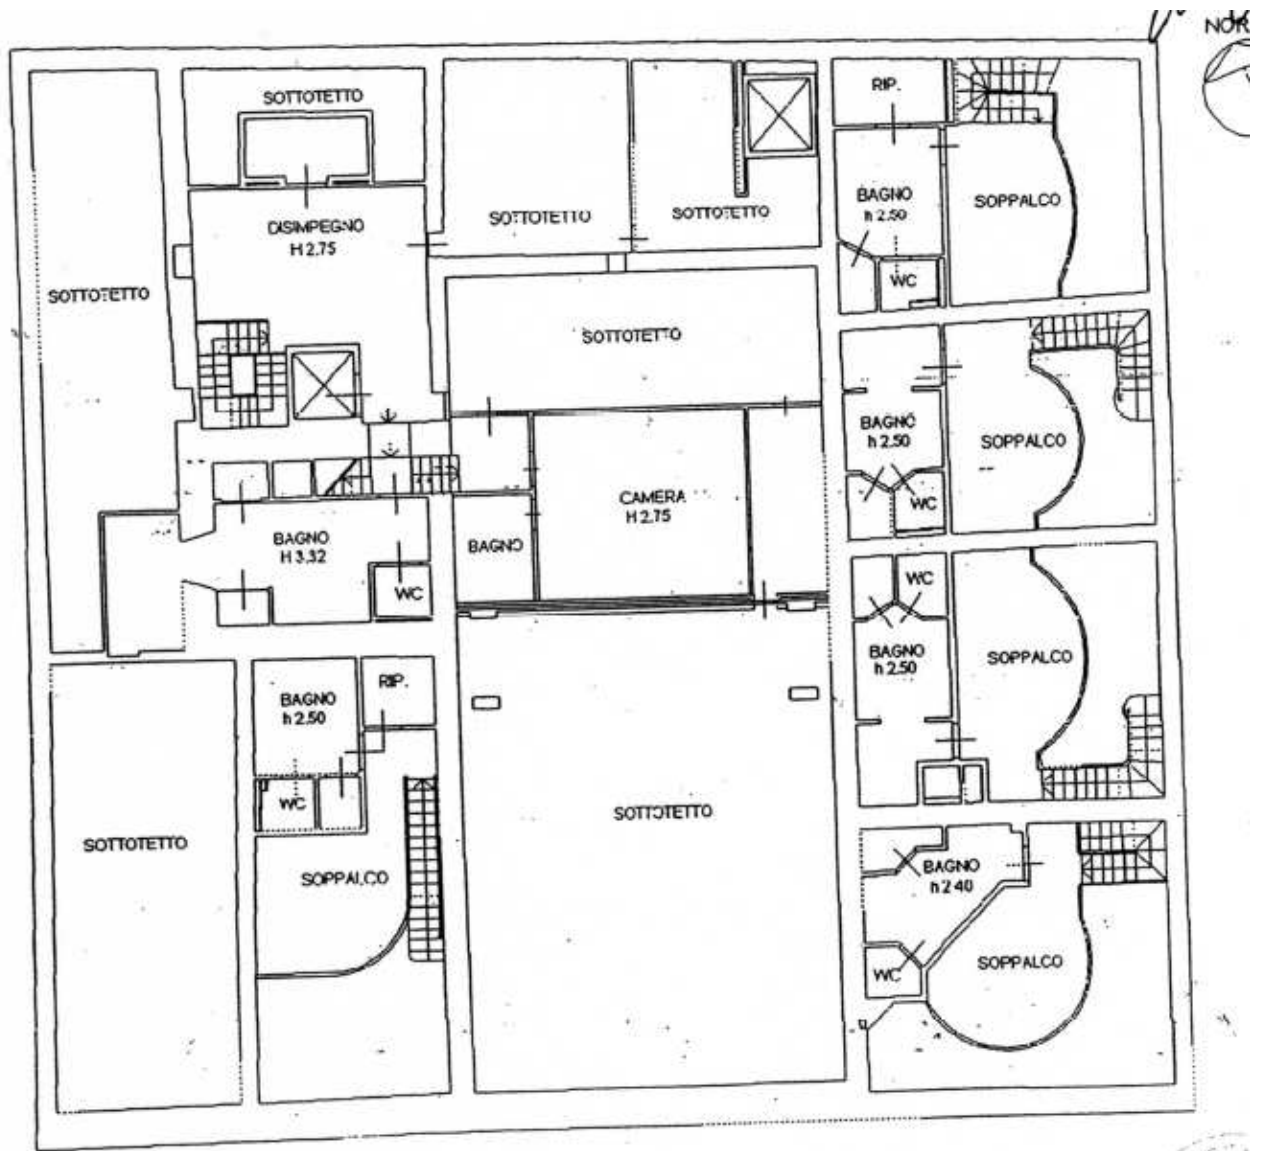 NOR
SOTTOTETTO
RIP.
DISIMPEGNO
H 2.75
SOTTOTETTO
SOTTOTETTO
BAGNO
h 2.50
SOPPALCO
SOTTOTETTO
WC
SOTTOTETTO
BAGNO
h 2.50
SOPPALCO
WC
CAMERA
H 2.75
BAGNO
H 3.32
BAGNO
WC
WC
BAGNO
h 2.50
SOPPALCO
BAGNO
h 2.50
RIP.
WC
SOTTOTETTO
SOTTOTETTO
SOPPALCO
BAGNO
h 2.40
WC
SOPPALCO